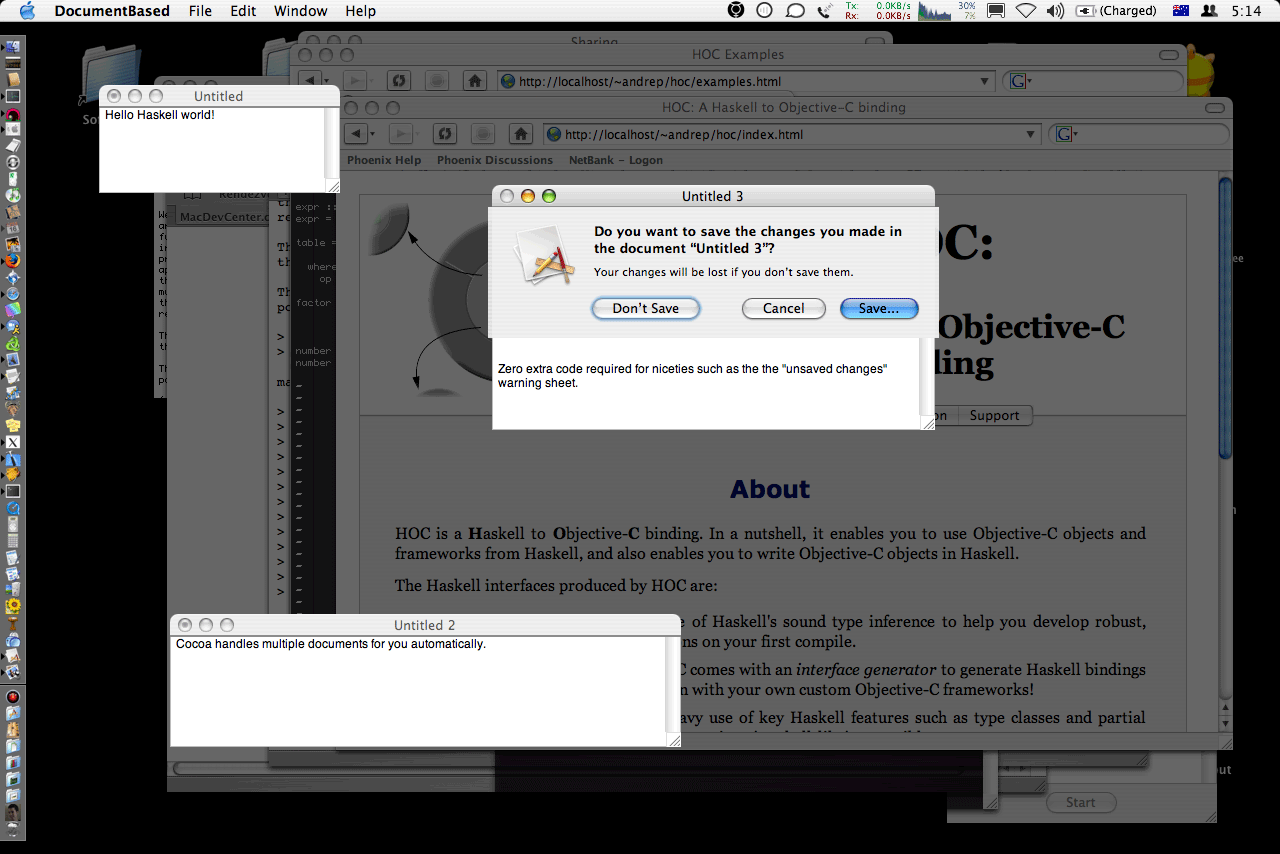 DocumentBased File Edit Window Help
Tx: 0.0KB/s
Rx: 0.0KB/s
30%
7%
(Charged) 5:14
Sharing
HOC Examples
http://localhost/~andrep/hoc/examples.html
G
Untitled
Hello Haskell world!
HOC: A Haskell to Objective-C binding
http://localhost/~andrep/hoc/index.html
G
Phoenix Help Phoenix Discussions NetBank – Logon
MacDevCenter.c
expr ::
expr =
table =
where
op
factor
number
number
Untitled 3
Do you want to save the changes you made in
the document “Untitled 3”?
Your changes will be lost if you don’t save them.
Don’t Save Cancel Save...
Zero extra code required for niceties such as the the "unsaved changes"
warning sheet.
OC:
Objective-C
ding
on Support
About
HOC is a Haskell to Objective-C binding. In a nutshell, it enables you to use Objective-C objects and
frameworks from Haskell, and also enables you to write Objective-C objects in Haskell.
The Haskell interfaces produced by HOC are:
e of Haskell's sound type inference to help you develop robust,
ns on your first compile.
C comes with an interface generator to generate Haskell bindings
n with your own custom Objective-C frameworks!
avy use of key Haskell features such as type classes and partial
Untitled 2
Cocoa handles multiple documents for you automatically.
Start